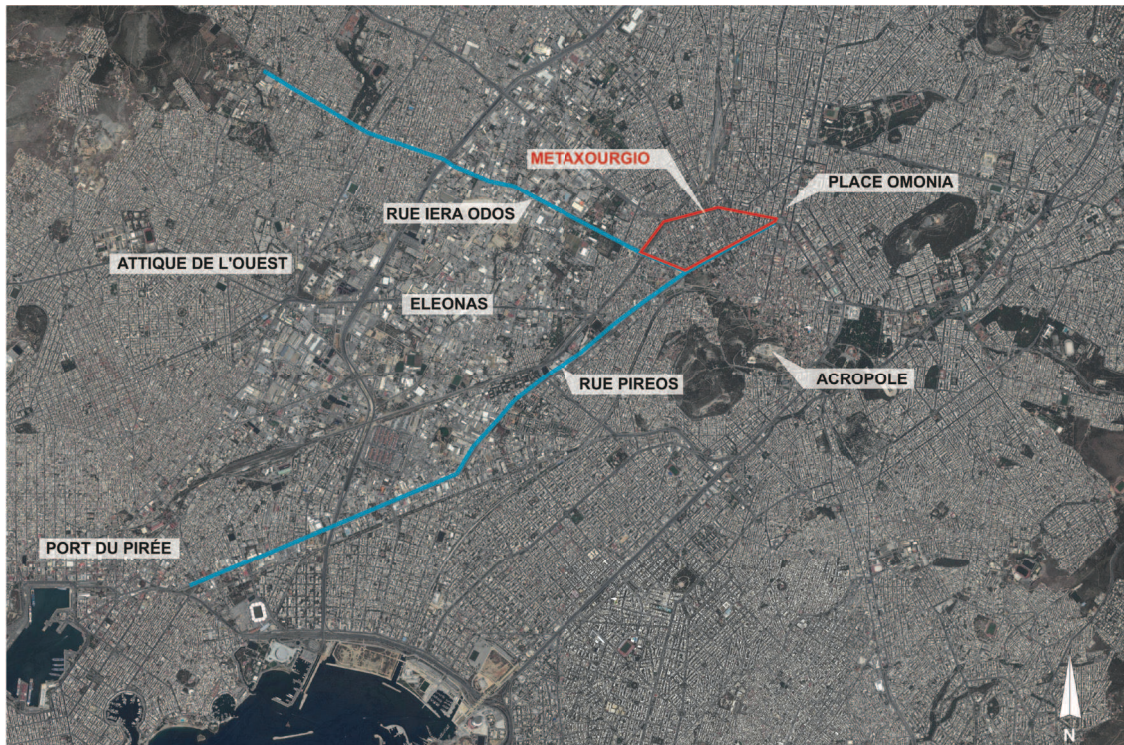 METAXOURGIO
PLACE OMONIA
RUE IERA ODOS
ATTIQUE DE L'OUEST
ELEONAS
RUE PIREOS
ACROPOLE
PORT DU PIRÉE
N